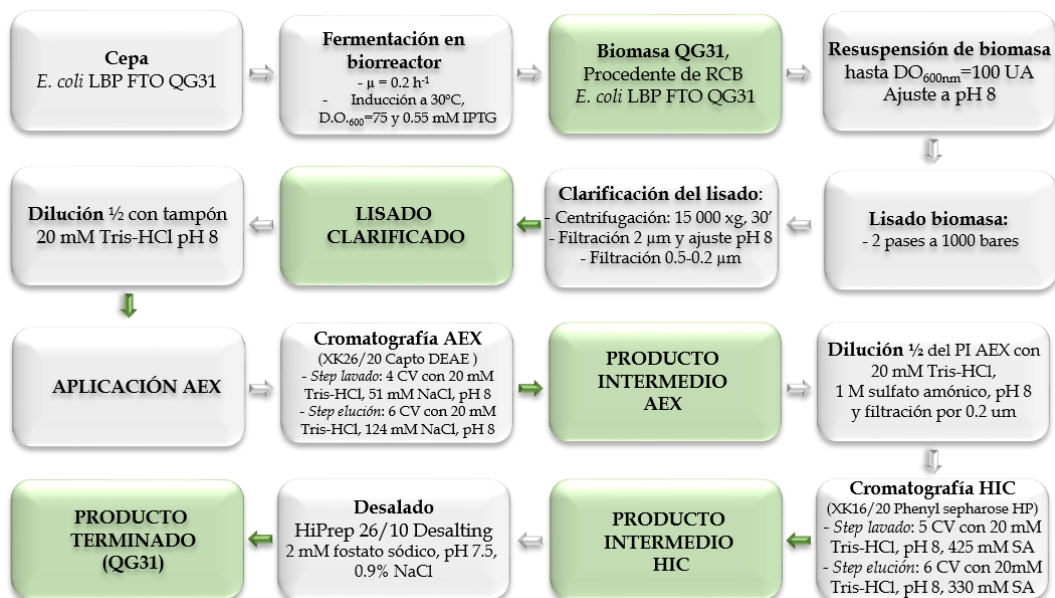 Cepa
E. coli LBP FTO QG31
Fermentación en
biorreactor
- µ = 0.2 h⁻¹
- Inducción a 30ºC,
D.O.₆₀₀=75 y 0.55 mM IPTG
Biomasa QG31,
Procedente de RCB
E. coli LBP FTO QG31
Resuspensión de biomasa
hasta DO₆₀₀ₙₘ=100 UA
Ajuste a pH 8
Dilución ½ con tampón
20 mM Tris-HCl pH 8
LISADO
CLARIFICADO
Clarificación del lisado:
- Centrifugación: 15 000 xg, 30’
- Filtración 2 µm y ajuste pH 8
- Filtración 0.5-0.2 µm
Lisado biomasa:
- 2 pases a 1000 bares
APLICACIÓN AEX
Cromatografía AEX
(XK26/20 Capto DEAE )
- Step lavado: 4 CV con 20 mM
Tris-HCl, 51 mM NaCl, pH 8
- Step elución: 6 CV con 20 mM
Tris-HCl, 124 mM NaCl, pH 8
PRODUCTO
INTERMEDIO
AEX
Dilución ½ del PI AEX con
20 mM Tris-HCl,
1 M sulfato amónico, pH 8
y filtración por 0.2 um
PRODUCTO
TERMINADO
(QG31)
Desalado
HiPrep 26/10 Desalting
2 mM fostato sódico, pH 7.5,
0.9% NaCl
PRODUCTO
INTERMEDIO
HIC
Cromatografía HIC
(XK16/20 Phenyl sepharose HP)
- Step lavado: 5 CV con 20 mM
Tris-HCl, pH 8, 425 mM SA
- Step elución: 6 CV con 20mM
Tris-HCl, pH 8, 330 mM SA